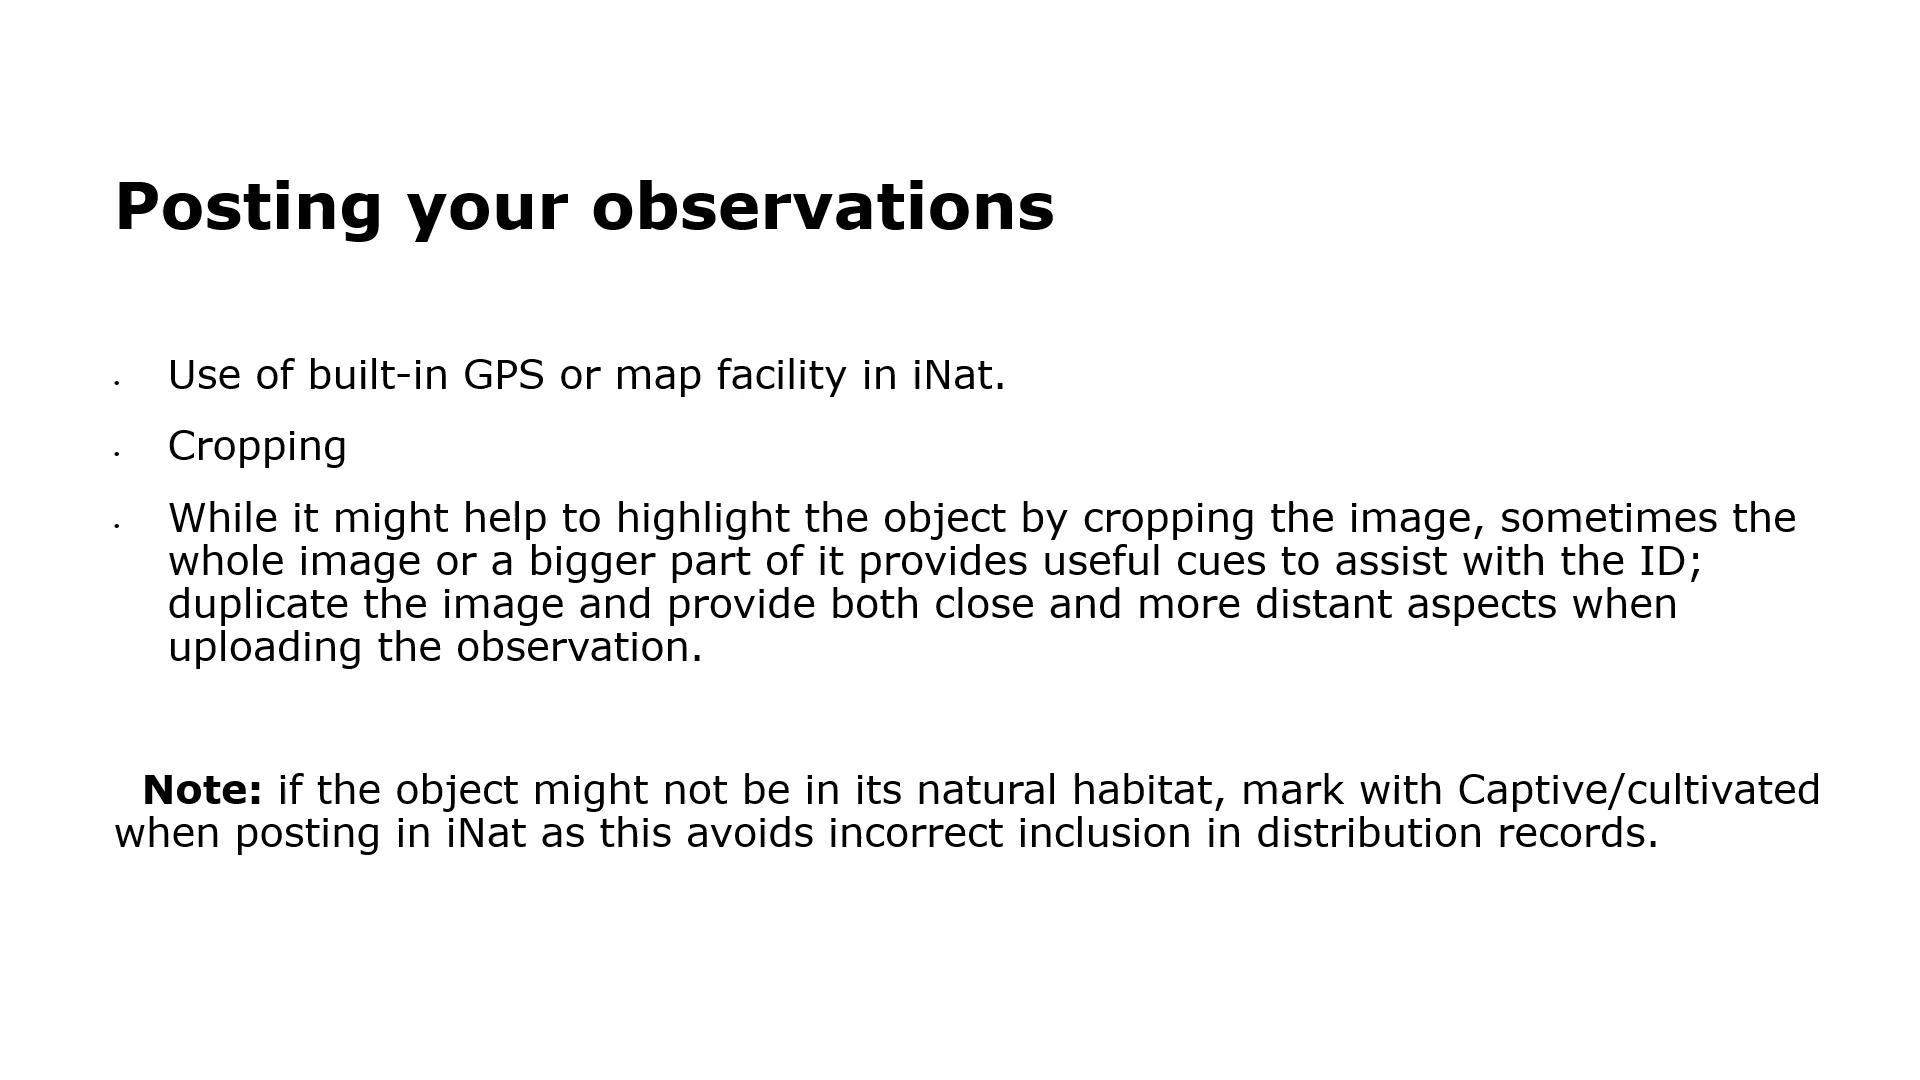 Posting your observations
• Use of built-in GPS or map facility in iNat.
• Cropping
• While it might help to highlight the object by cropping the image, sometimes the
whole image or a bigger part of it provides useful cues to assist with the ID;
duplicate the image and provide both close and more distant aspects when
uploading the observation.
Note: if the object might not be in its natural habitat, mark with Captive/cultivated
when posting in iNat as this avoids incorrect inclusion in distribution records.